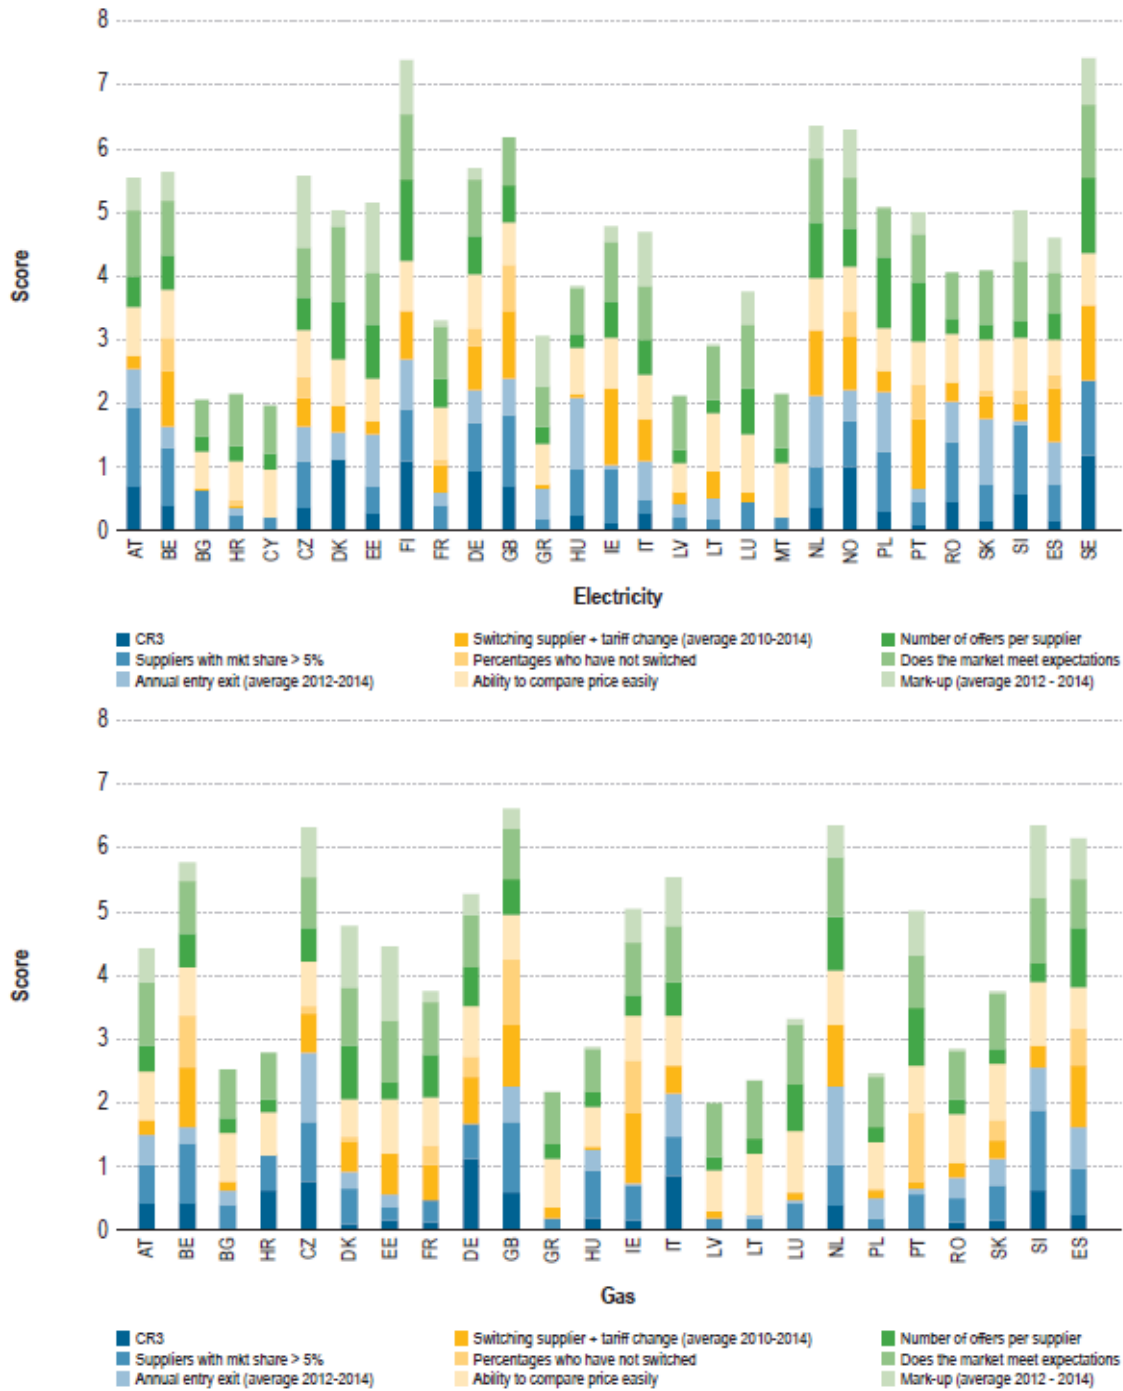 8
7
6
5
4
3
2
1
0
Score
AT BE BG HR CY CZ DK EE FI FR DE GB GR HU IE IT LV LT LU MT NL NO PL PT RO SK SI ES SE
Electricity
CR3 Switching supplier + tariff change (average 2010-2014) Number of offers per supplier
Suppliers with mkt share > 5% Percentages who have not switched Does the market meet expectations
Annual entry exit (average 2012-2014) Ability to compare price easily Mark-up (average 2012 - 2014)
8
7
6
5
4
3
2
1
0
Score
AT BE BG HR CZ DK EE FR DE GB GR HU IE IT LV LT LU NL PL PT RO SK SI ES
Gas
CR3 Switching supplier + tariff change (average 2010-2014) Number of offers per supplier
Suppliers with mkt share > 5% Percentages who have not switched Does the market meet expectations
Annual entry exit (average 2012-2014) Ability to compare price easily Mark-up (average 2012 - 2014)